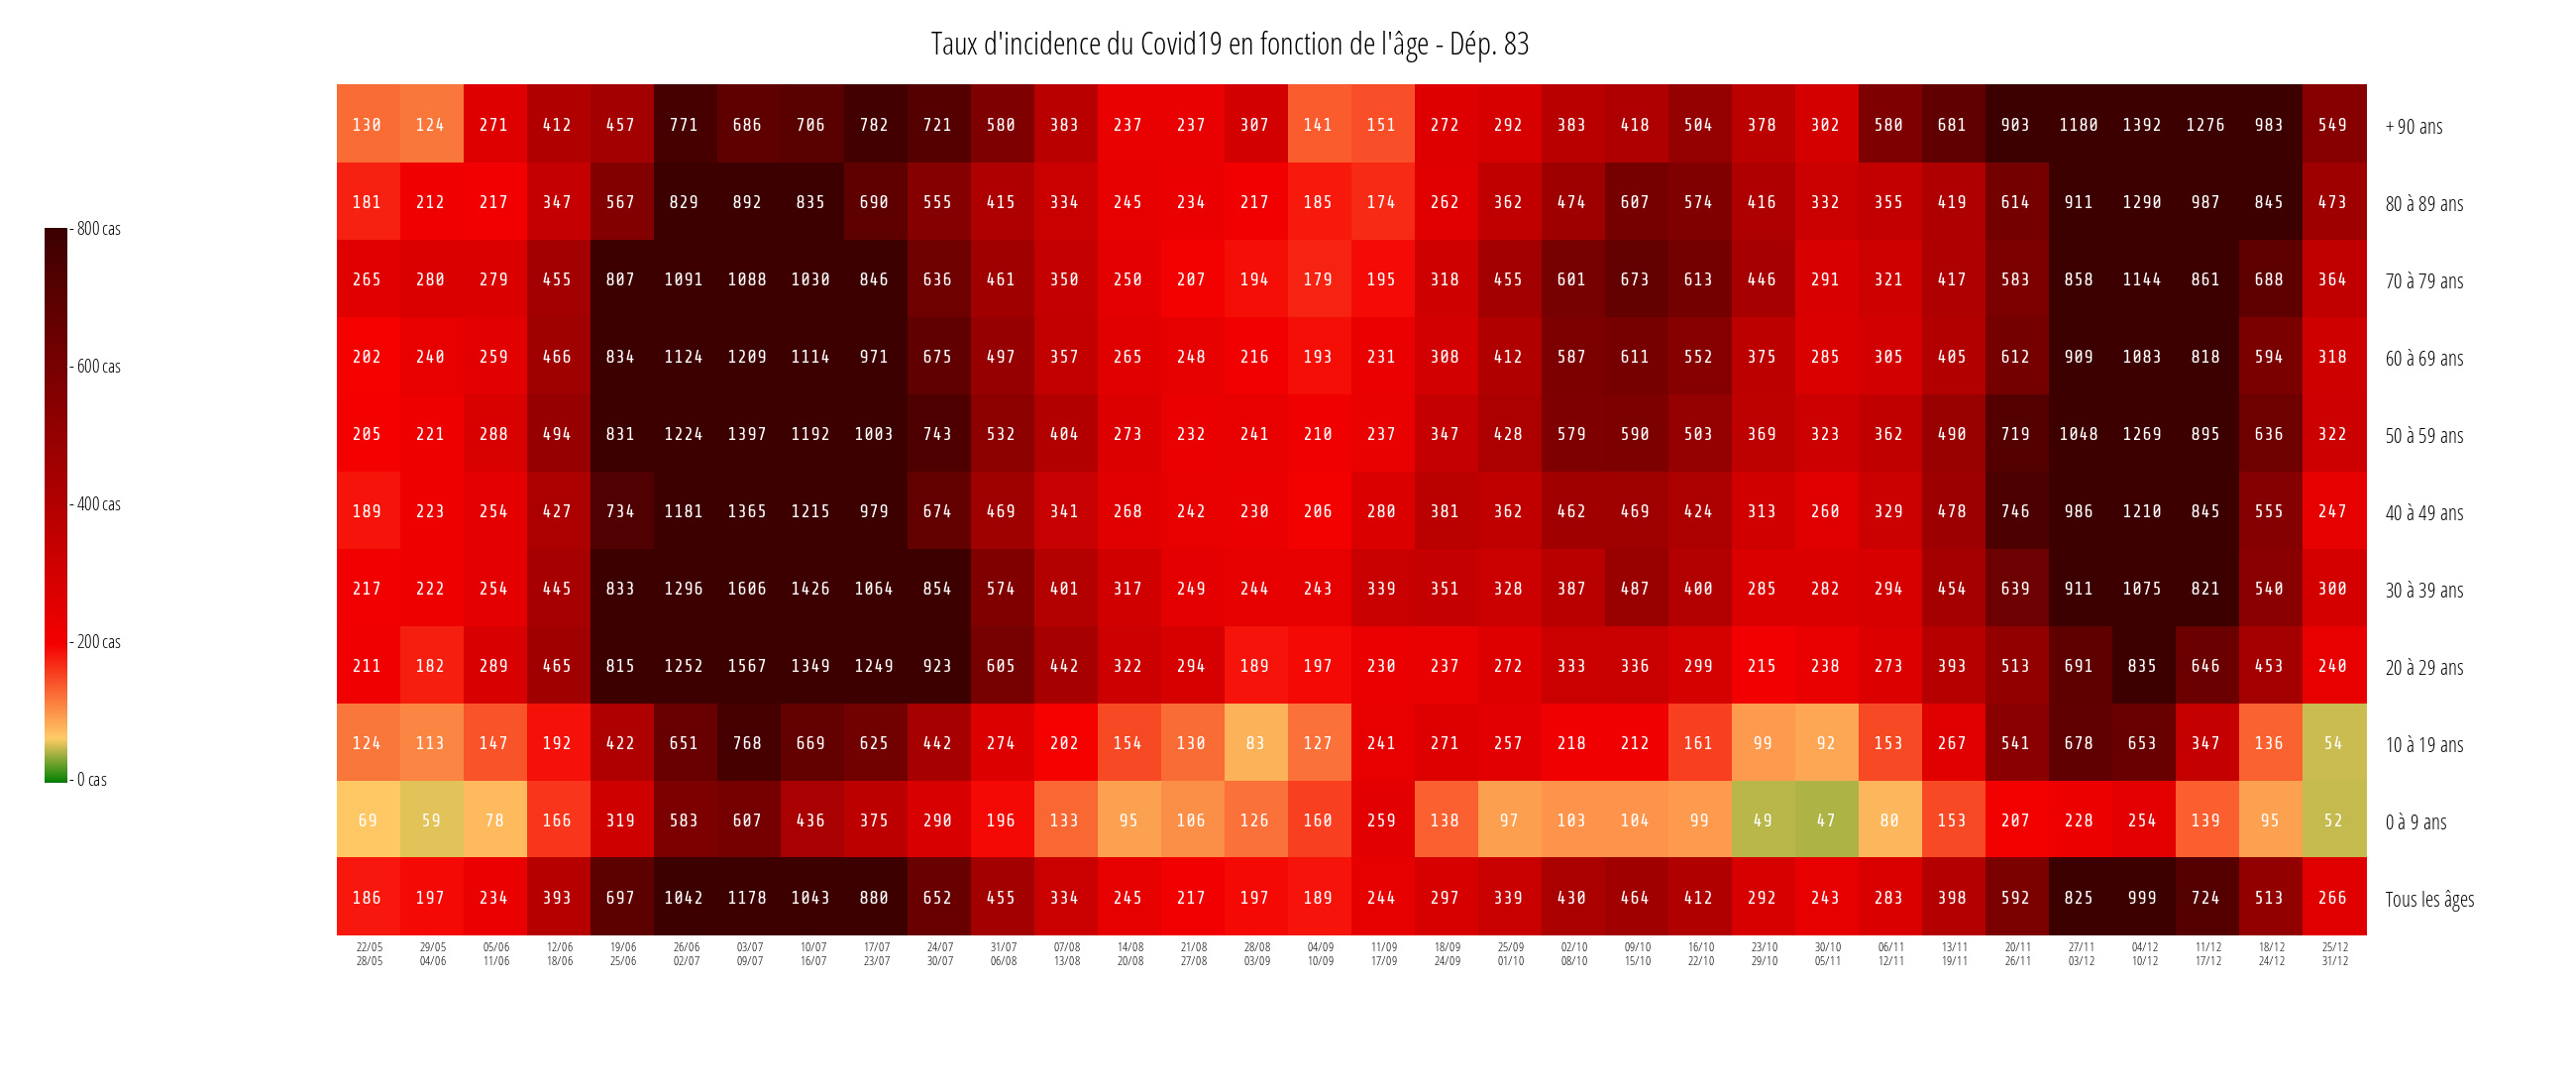 Taux d'incidence du Covid19 en fonction de l'âge - Dép. 83
- 800 cas
- 600 cas
- 400 cas
- 200 cas
- 0 cas
130 124 271 412 457 771 686 706 782 721 580 383 237 237 307 141 151 272 292 383 418 504 378 302 580 681 903 1180 1392 1276 983 549 + 90 ans
181 212 217 347 567 829 892 835 690 555 415 334 245 234 217 185 174 262 362 474 607 574 416 332 355 419 614 911 1290 987 845 473 80 à 89 ans
265 280 279 455 807 1091 1088 1030 846 636 461 350 250 207 194 179 195 318 455 601 673 613 446 291 321 417 583 858 1144 861 688 364 70 à 79 ans
202 240 259 466 834 1124 1209 1114 971 675 497 357 265 248 216 193 231 308 412 587 611 552 375 285 305 405 612 909 1083 818 594 318 60 à 69 ans
205 221 288 494 831 1224 1397 1192 1003 743 532 404 273 232 241 210 237 347 428 579 590 503 369 323 362 490 719 1048 1269 895 636 322 50 à 59 ans
189 223 254 427 734 1181 1365 1215 979 674 469 341 268 242 230 206 280 381 362 462 469 424 313 260 329 478 746 986 1210 845 555 247 40 à 49 ans
217 222 254 445 833 1296 1606 1426 1064 854 574 401 317 249 244 243 339 351 328 387 487 400 285 282 294 454 639 911 1075 821 540 300 30 à 39 ans
211 182 289 465 815 1252 1567 1349 1249 923 605 442 322 294 189 197 230 237 272 333 336 299 215 238 273 393 513 691 835 646 453 240 20 à 29 ans
124 113 147 192 422 651 768 669 625 442 274 202 154 130 83 127 241 271 257 218 212 161 99 92 153 267 541 678 653 347 136 54 10 à 19 ans
69 59 78 166 319 583 607 436 375 290 196 133 95 106 126 160 259 138 97 103 104 99 49 47 80 153 207 228 254 139 95 52 0 à 9 ans
186 197 234 393 697 1042 1178 1043 880 652 455 334 245 217 197 189 244 297 339 430 464 412 292 243 283 398 592 825 999 724 513 266 Tous les âges
22/05 29/05 05/06 12/06 19/06 26/06 03/07 10/07 17/07 24/07 31/07 07/08 14/08 21/08 28/08 04/09 11/09 18/09 25/09 02/10 09/10 16/10 23/10 30/10 06/11 13/11 20/11 27/11 04/12 11/12 18/12 25/12
28/05 04/06 11/06 18/06 25/06 02/07 09/07 16/07 23/07 30/07 06/08 13/08 20/08 27/08 03/09 10/09 17/09 24/09 01/10 08/10 15/10 22/10 29/10 05/11 12/11 19/11 26/11 03/12 10/12 17/12 24/12 31/12